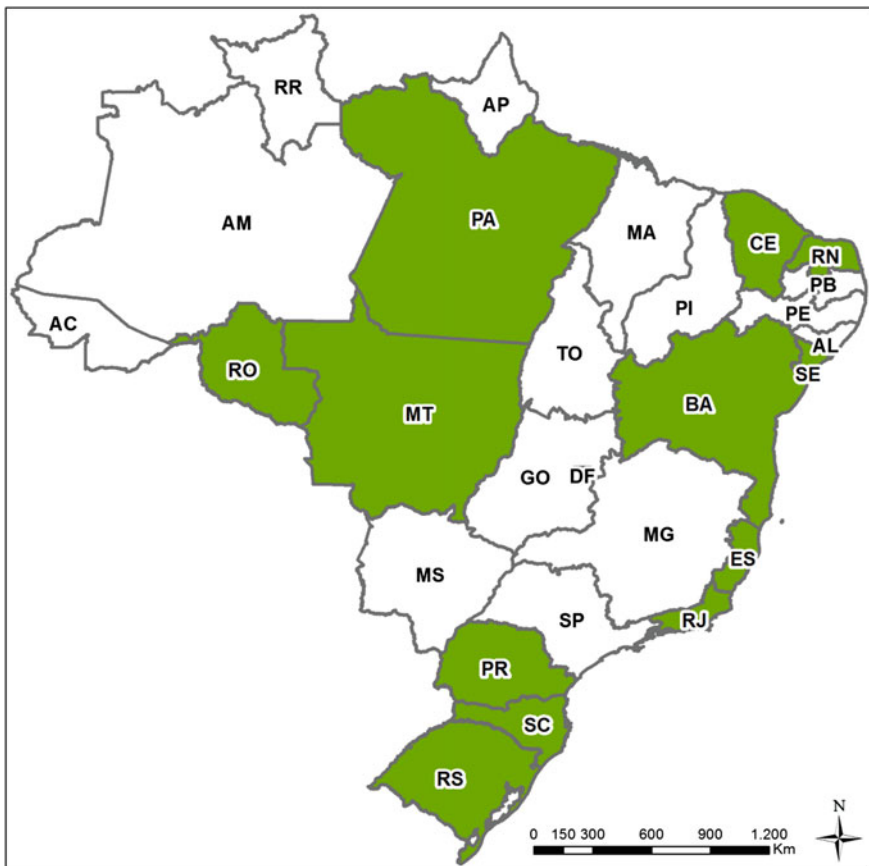 RR
AP
AM
PA
MA
CE
RN
PB
PI
PE
AC
AL
TO
RO
SE
BA
MT
GO
DF
MG
ES
MS
SP
RJ
PR
SC
RS
N
0 150 300 600 900 1.200
Km